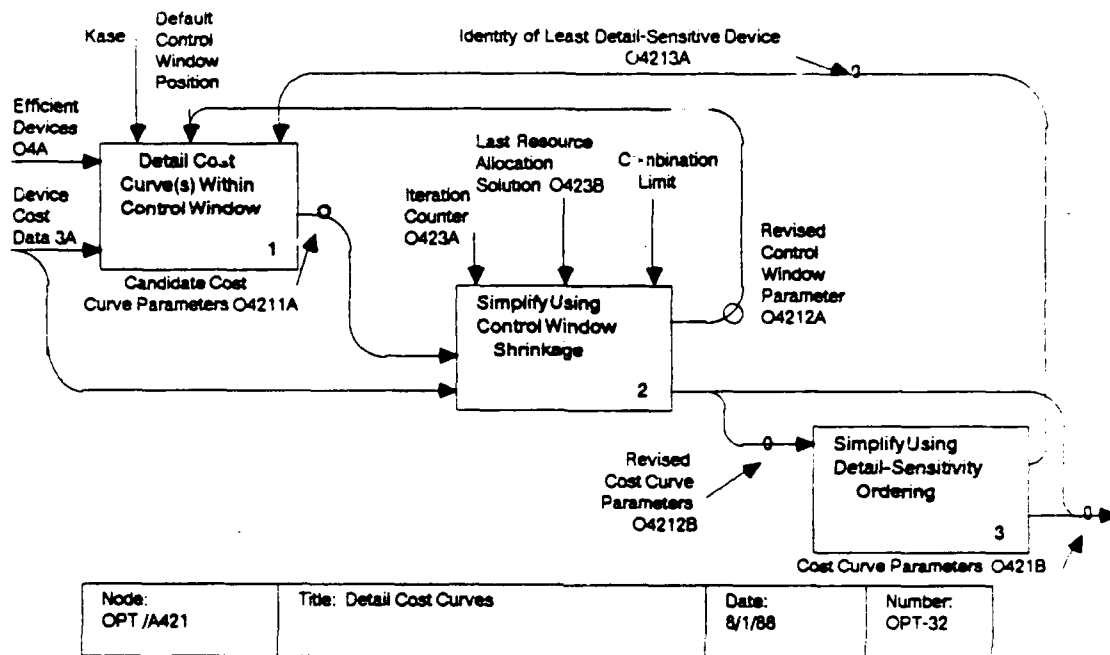 Kase
Default
Control
Window
Position
Identity of Least Detail-Sensitive Device
O4213A
Efficient
Devices
O4A
Device
Cost
Data 3A
Detail Cost
Curve(s) Within
Control Window
1
Candidate Cost
Curve Parameters O4211A
Iteration
Counter
O423A
Last Resource
Allocation
Solution O423B
Limit
Simplify Using
Control Window
Shrinkage
2
Revised
Control
Window
Parameter
O4212A
Revised
Cost Curve
Parameters
O4212B
Simplify Using
Detail-Sensitivity
Ordering
3
Cost Curve Parameters O421B
Node:
OPT /A421
Title: Detail Cost Curves
Date:
8/1/88
Number:
OPT-32